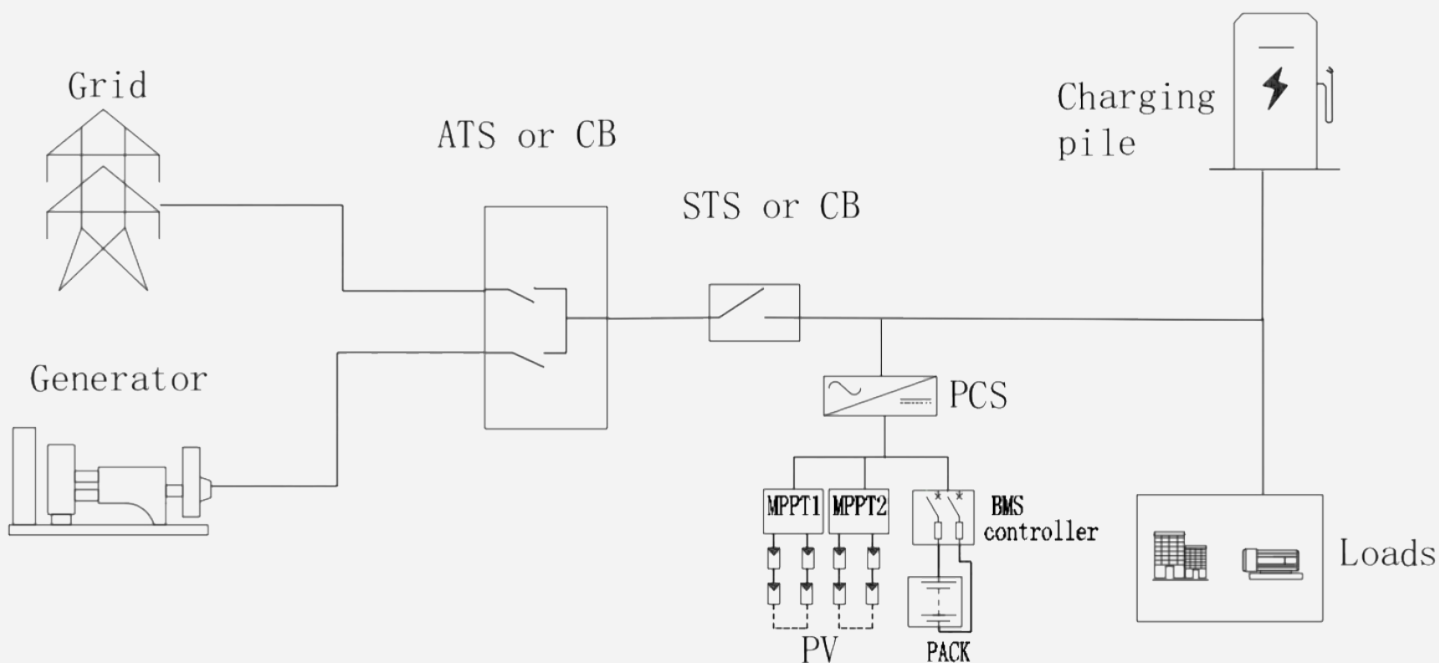 Grid
ATS or CB
Charging
pile
STS or CB
Generator
PCS
MPPT1
MPPT2
BMS
controller
Loads
PV
PACK